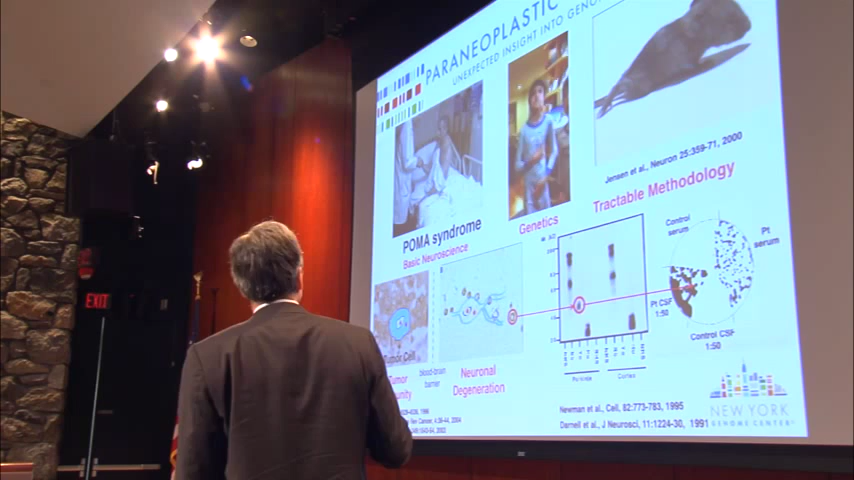 PARANEOPLASTIC
UNEXPECTED INSIGHT INTO GENO
Jensen et al., Neuron 25:359-71, 2000
Tractable Methodology
POMA syndrome
Genetics
Basic Neuroscience
Control
serum
Pt
serum
Pt CSF
1:50
Control CSF
1:50
Tumor Cell
blood-brain
barrier
Neuronal
Degeneration
Tumor
unity
Purkinje
Cortex
Newman et al., Cell, 82:773-783, 1995
Darnell et al., J Neurosci, 11:1224-30, 1991
NEW YORK
GENOME CENTER
EXIT